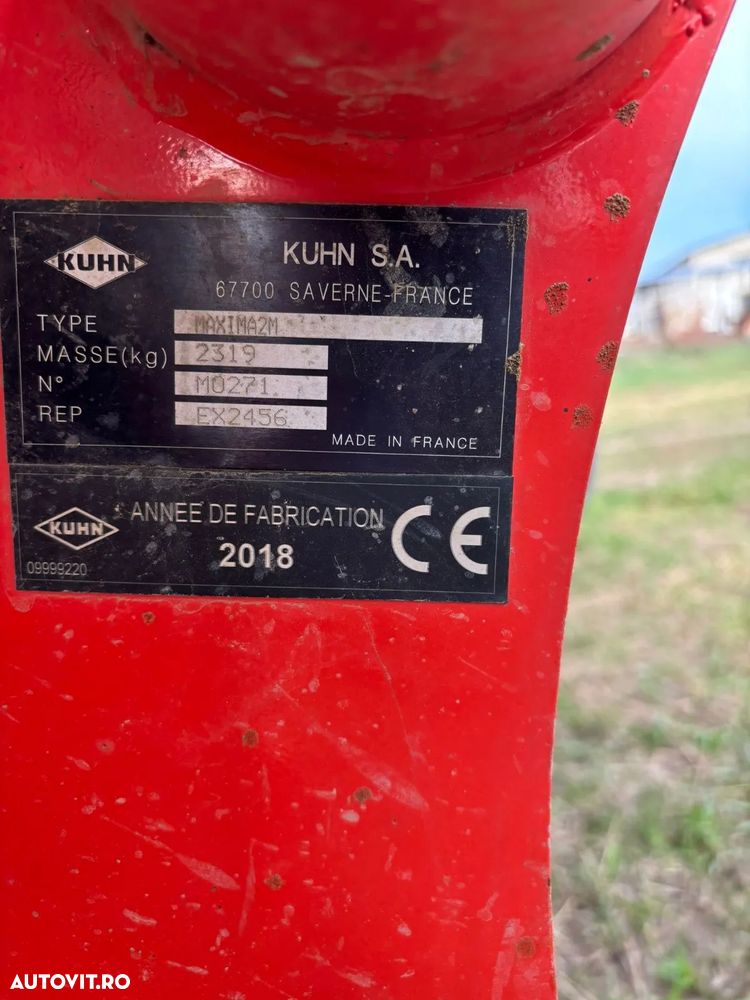 KUHN
KUHN S.A.
67700 SAVERNE-FRANCE
TYPE MAXIMA2M
MASSE(kg) 2319
N° M0271
REP EX2456
MADE IN FRANCE
KUHN
ANNEE DE FABRICATION
2018
CE
09999220
AUTOVIT.RO